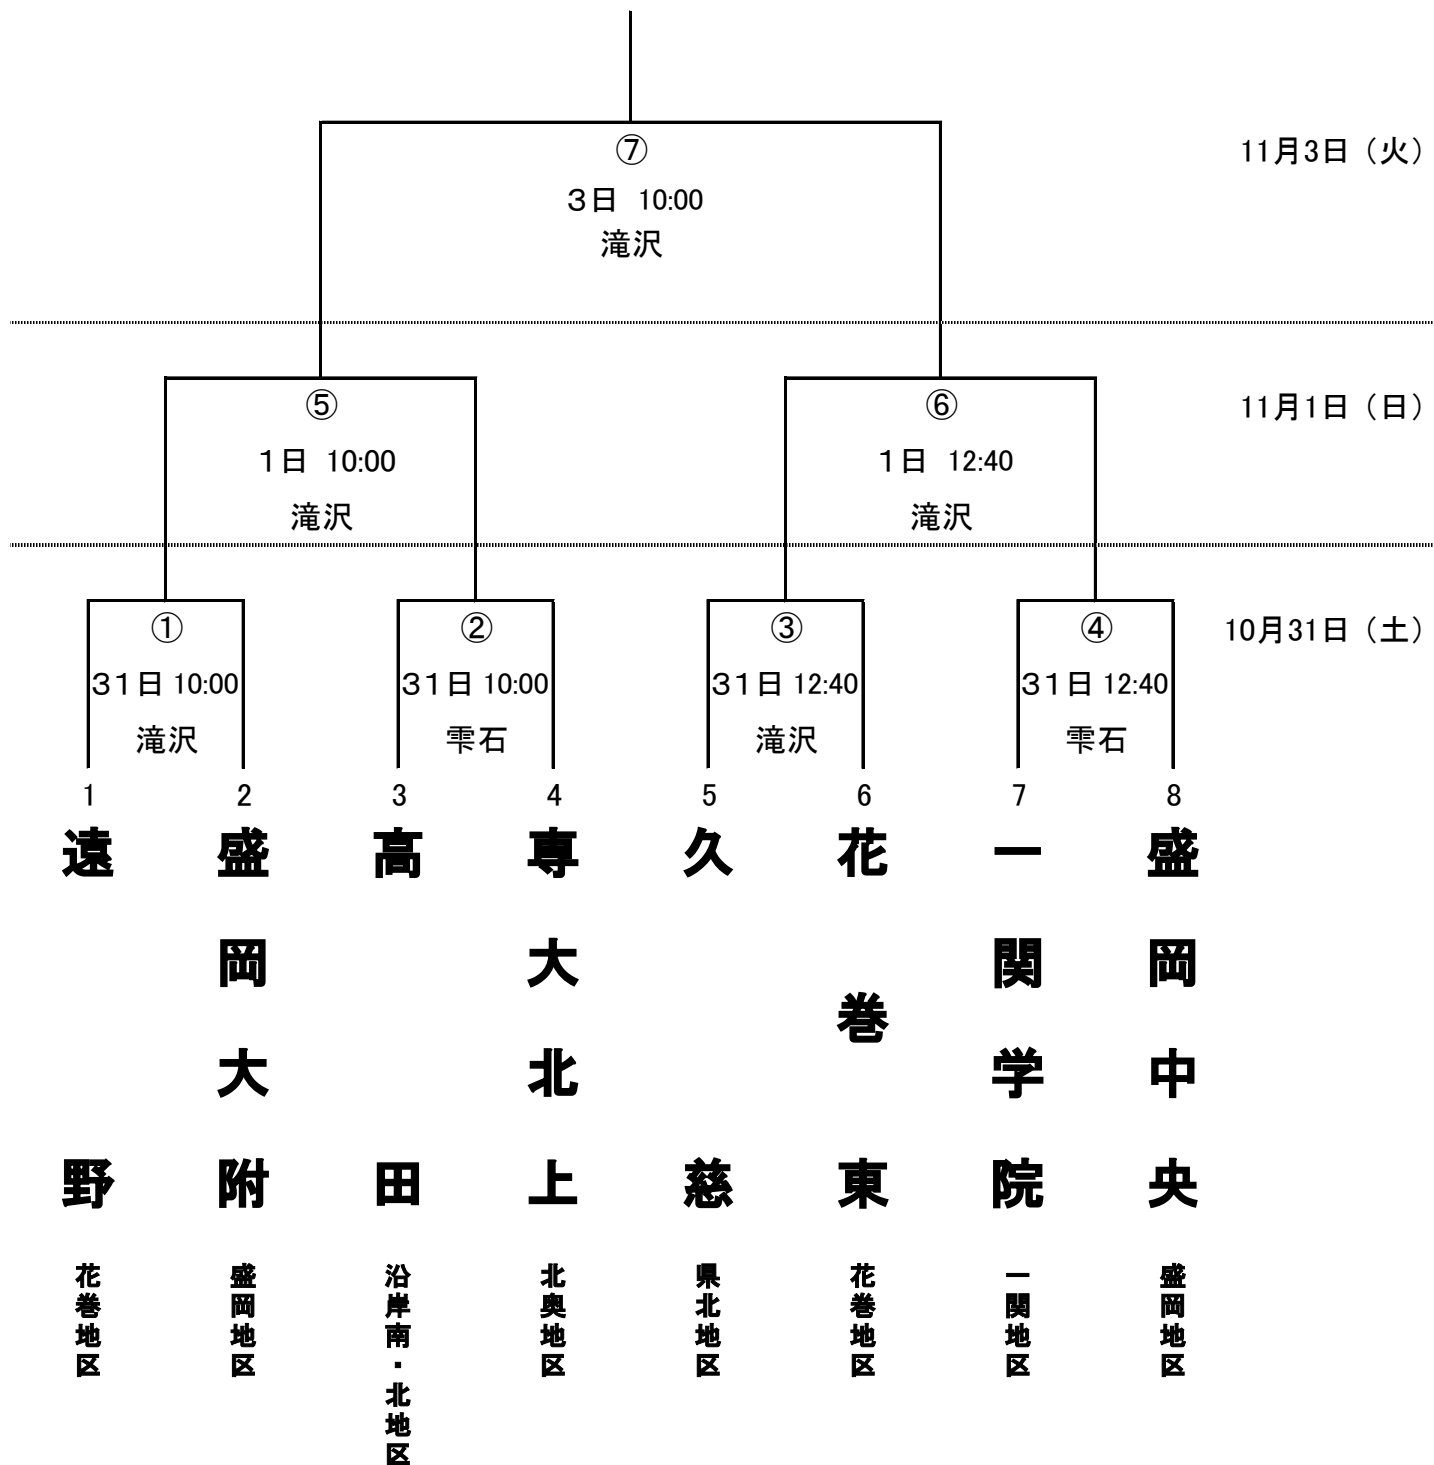 ⑦
11月3日（火）
３日 10:00
滝沢
⑤
⑥
11月1日（日）
１日 10:00
１日 12:40
滝沢
滝沢
①
②
③
④
10月31日（土）
３１日 10:00
３１日 10:00
３１日 12:40
３１日 12:40
滝沢
雫石
滝沢
雫石
1
2
3
4
5
6
7
8
遠野
盛岡大附
高田
専大北上
久慈
花巻東
一関学院
盛岡中央
花巻地区
盛岡地区
沿岸南・北地区
北奥地区
県北地区
花巻地区
一関地区
盛岡地区